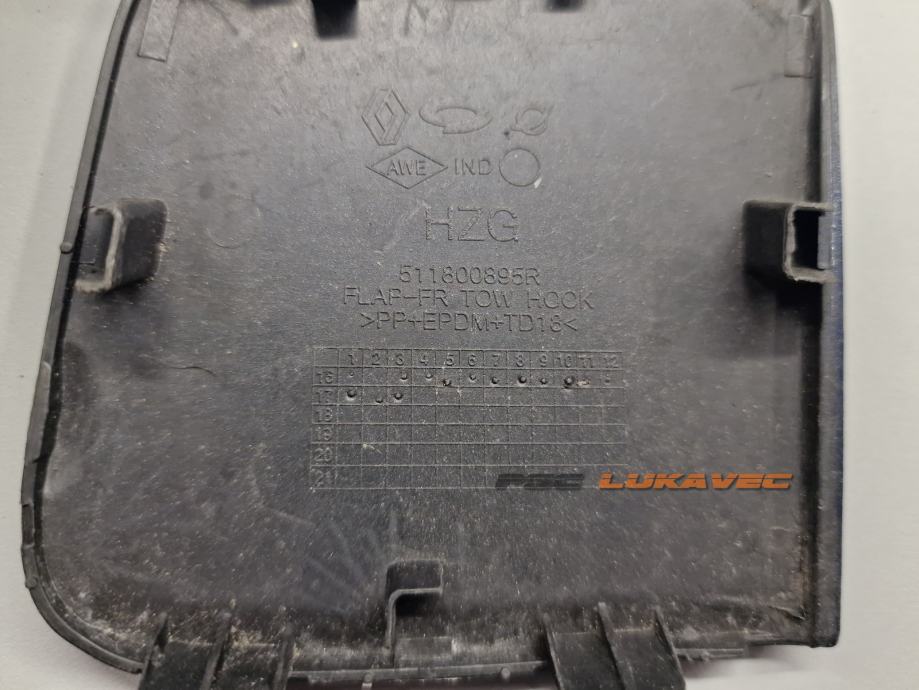 AWE IND
HZG
511800895R
FLAP-FR TOW HOOK
>PP+EPDM+TD18<
1 2 3 4 5 6 7 8 9 10 11 12
16
17
18
19
20
21
PSC LUKAVEC